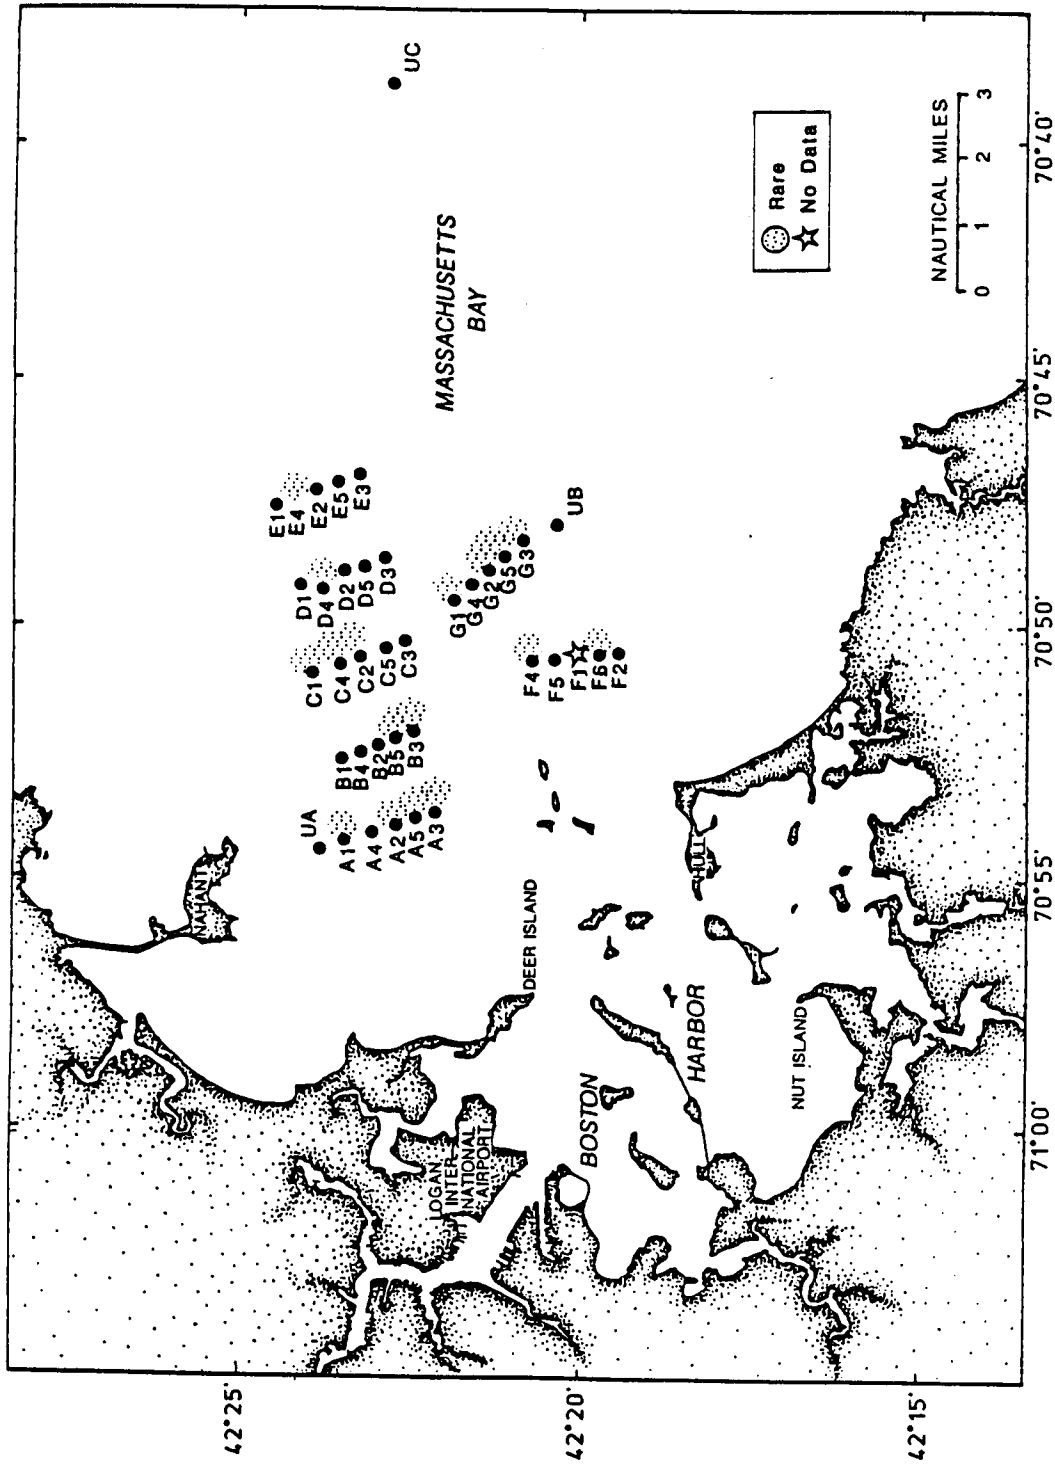 UC
MASSACHUSETTS
BAY
Rare
No Data
NAUTICAL MILES
0 1 2 3
E1
E4
E2
E5
E3
D1
D4
D2
D5
D3
C1
C4
C2
C5
C3
B1
B4
B2
B5
B3
UA
A1
A4
A2
A5
A3
G1
G4
G2
G5
G3
UB
F4
F5
F1
F6
F2
NAHANT
DEER ISLAND
HULL
LOGAN
INTER-
NATIONAL
AIRPORT
BOSTON
HARBOR
NUT ISLAND
70°40'
70°45'
70°50'
70°55'
71°00
42°25'
42°20'
42°15'